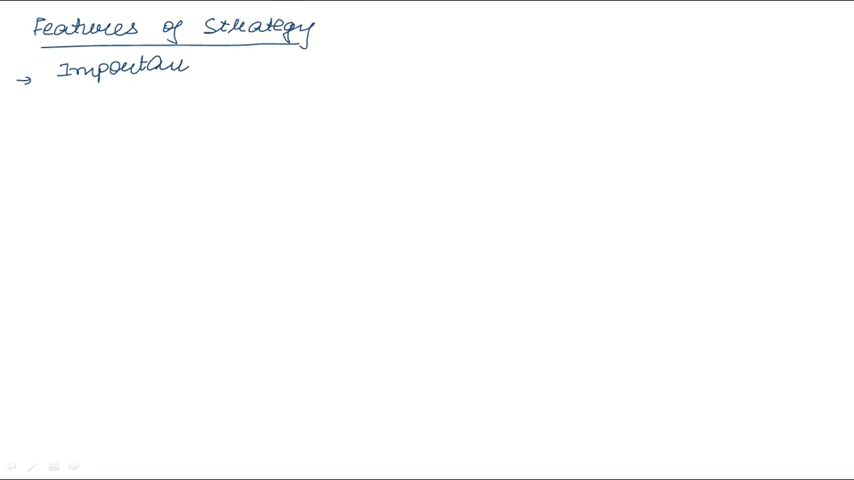 Features of Strategy
→ Importan